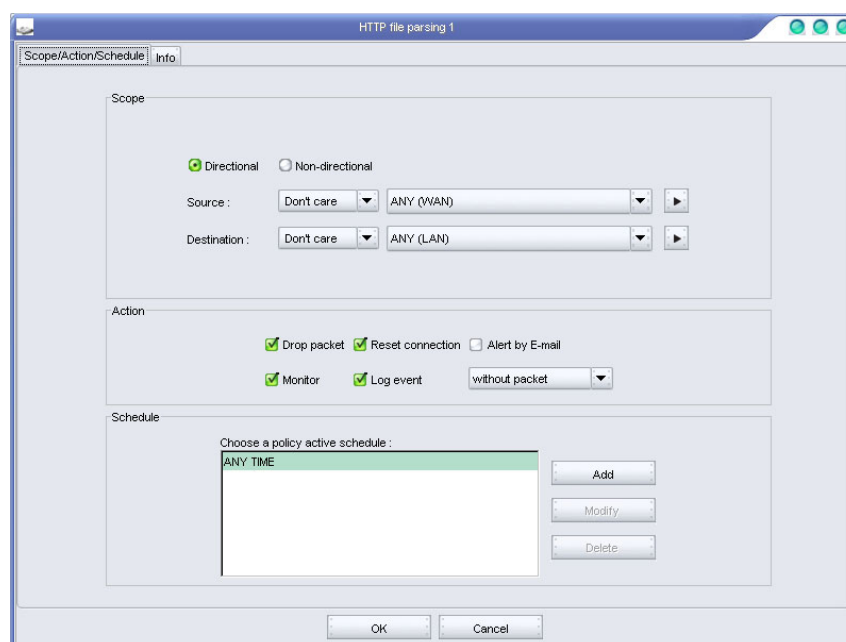 HTTP file parsing 1
Scope/Action/Schedule Info
Scope
Directional Non-directional
Source : Don't care ANY (WAN)
Destination : Don't care ANY (LAN)
Action
Drop packet Reset connection Alert by E-mail
Monitor Log event without packet
Schedule
Choose a policy active schedule :
ANY TIME
Add
Modify
Delete
OK Cancel